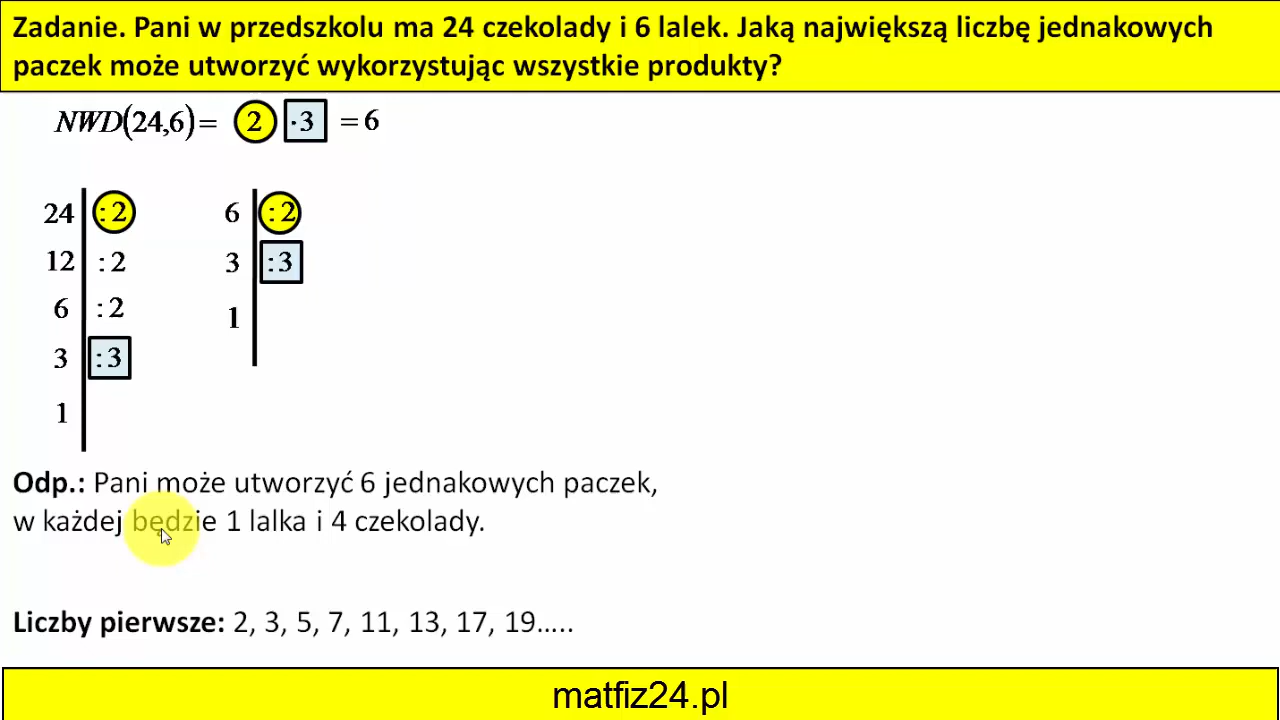 Zadanie. Pani w przedszkolu ma 24 czekolady i 6 lalek. Jaką największą liczbę jednakowych
paczek może utworzyć wykorzystując wszystkie produkty?
NWD(24,6)= 2 ·3 = 6
24 :2 6 :2
12 :2 3 :3
6 :2 1
3 :3
1
Odp.: Pani może utworzyć 6 jednakowych paczek,
w każdej będzie 1 lalka i 4 czekolady.
Liczby pierwsze: 2, 3, 5, 7, 11, 13, 17, 19…..
matfiz24.pl